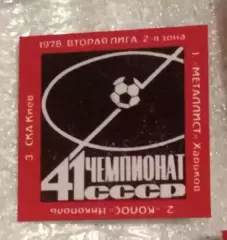 1978. ВТОРАЯ ЛИГА. 2-я зона
1. «МЕТАЛЛИСТ» Харьков
2. «КОЛОС» Никополь
3. СКА Киев
41 ЧЕМПИОНАТ
СССР